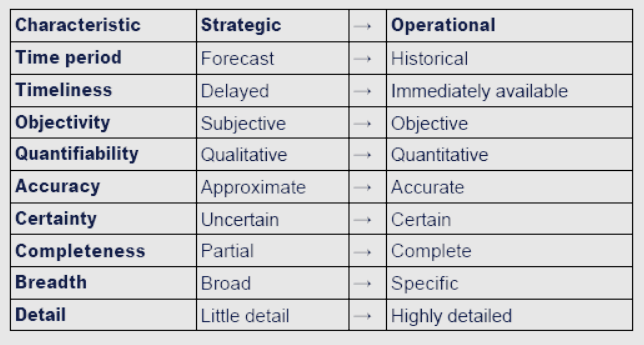 Characteristic Strategic → Operational
Time period Forecast → Historical
Timeliness Delayed → Immediately available
Objectivity Subjective → Objective
Quantifiability Qualitative → Quantitative
Accuracy Approximate → Accurate
Certainty Uncertain → Certain
Completeness Partial → Complete
Breadth Broad → Specific
Detail Little detail → Highly detailed